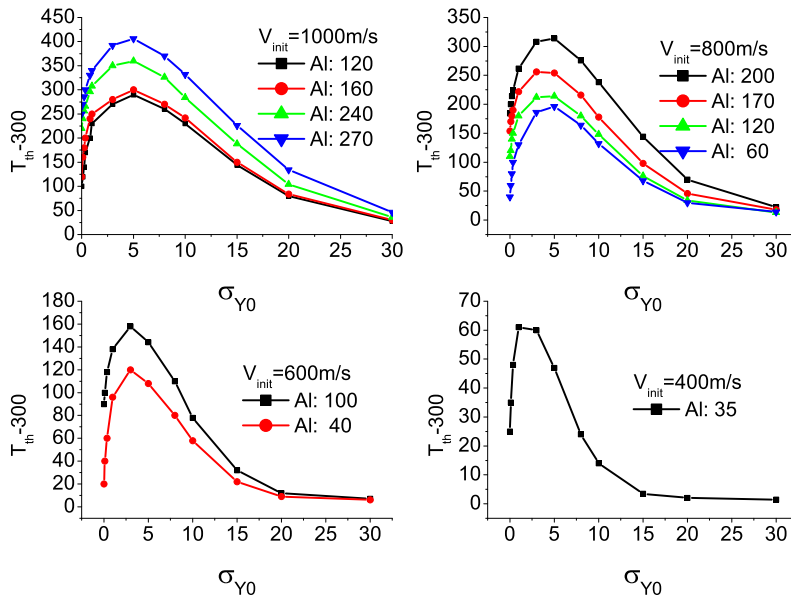 V_init=1000m/s
Al: 120
Al: 160
Al: 240
Al: 270
T_th-300
450
400
350
300
250
200
150
100
50
0
0 5 10 15 20 25 30
σ_Y0
V_init=800m/s
Al: 200
Al: 170
Al: 120
Al: 60
T_th-300
350
300
250
200
150
100
50
0
0 5 10 15 20 25 30
σ_Y0
V_init=600m/s
Al: 100
Al: 40
T_th-300
180
160
140
120
100
80
60
40
20
0
0 5 10 15 20 25 30
σ_Y0
V_init=400m/s
Al: 35
T_th-300
70
60
50
40
30
20
10
0
0 5 10 15 20 25 30
σ_Y0